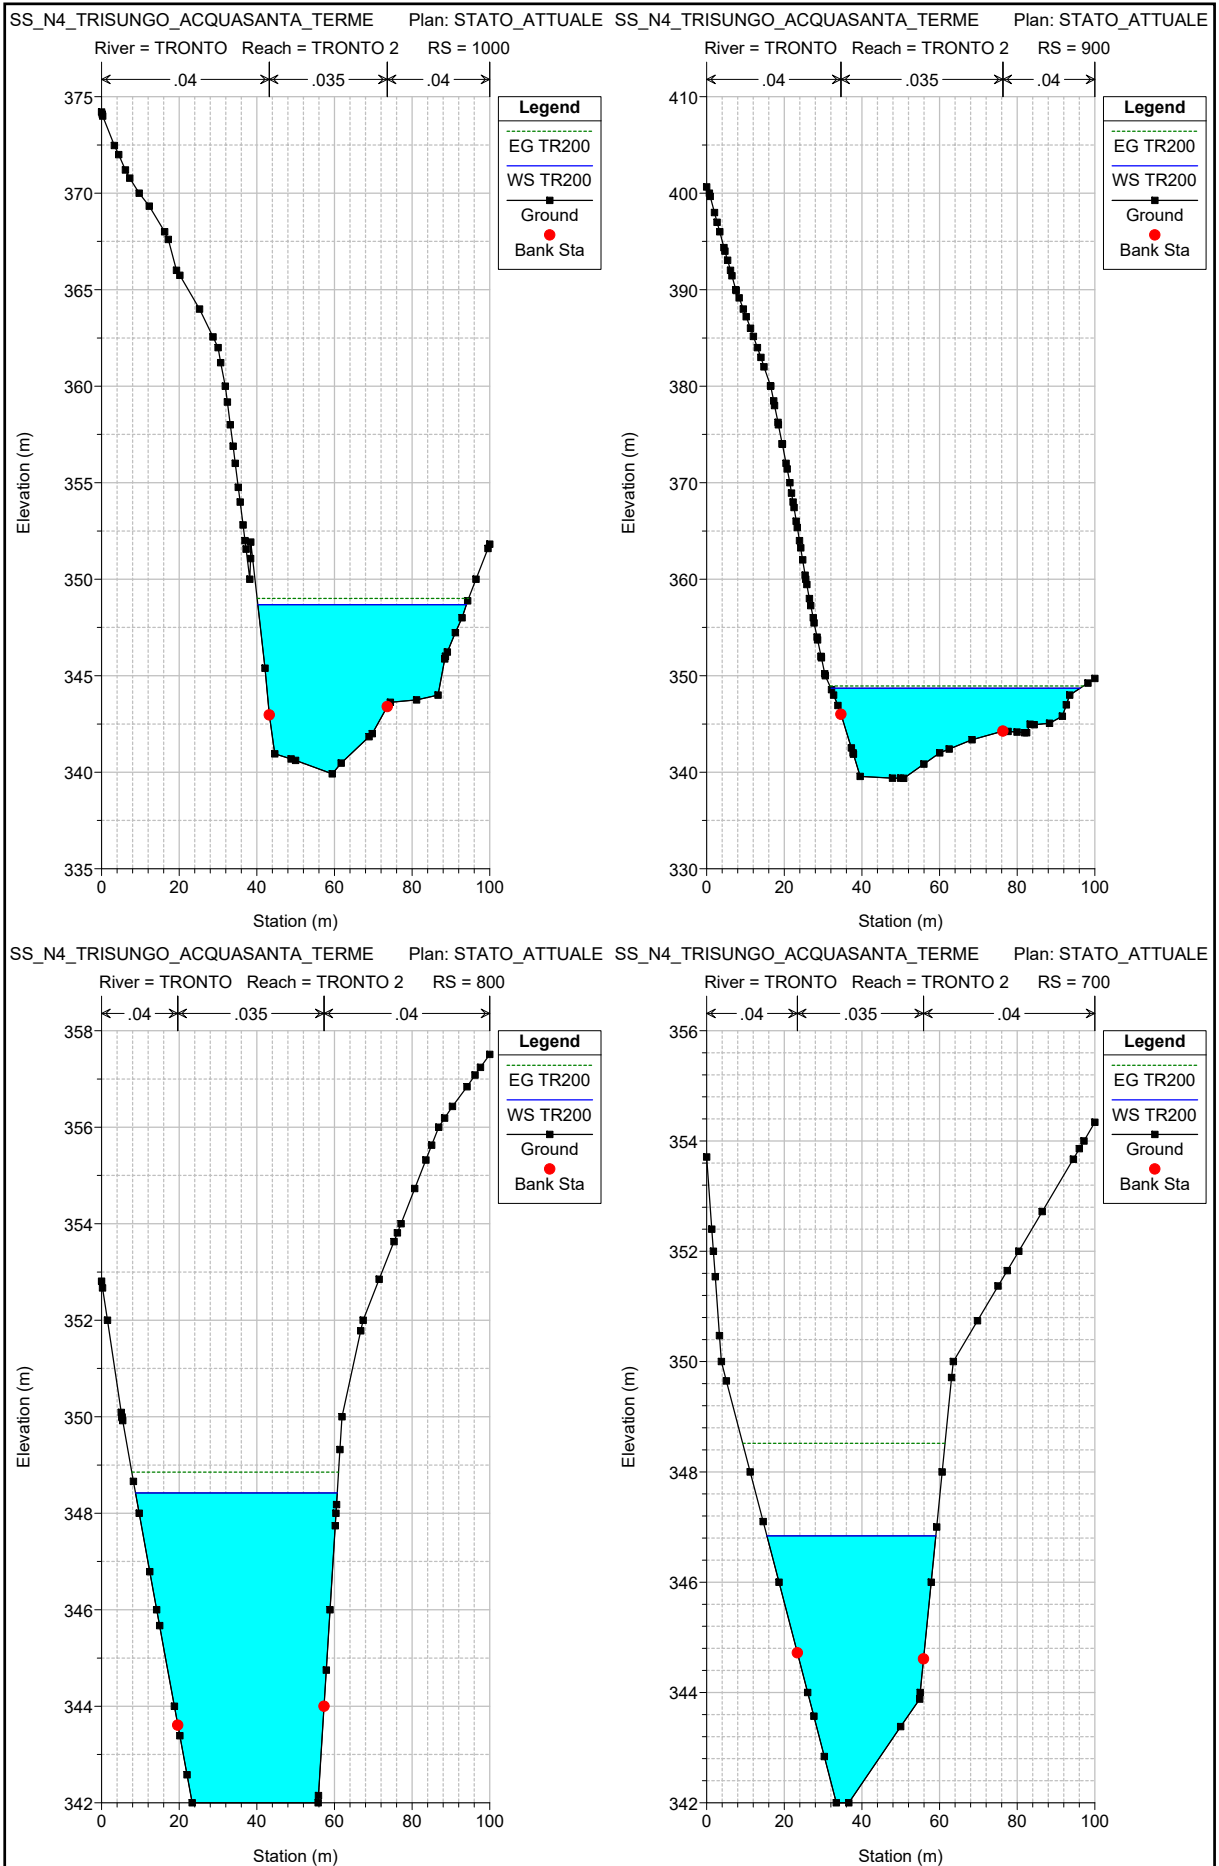 SS_N4_TRISUNGO_ACQUASANTA_TERME Plan: STATO_ATTUALE
River = TRONTO Reach = TRONTO 2 RS = 1000
.04 .035 .04
375
370
365
360
355
350
345
340
335
Elevation (m)
0 20 40 60 80 100
Station (m)
Legend
EG TR200
WS TR200
Ground
Bank Sta
SS_N4_TRISUNGO_ACQUASANTA_TERME Plan: STATO_ATTUALE
River = TRONTO Reach = TRONTO 2 RS = 900
.04 .035 .04
410
400
390
380
370
360
350
340
330
Elevation (m)
0 20 40 60 80 100
Station (m)
Legend
EG TR200
WS TR200
Ground
Bank Sta
SS_N4_TRISUNGO_ACQUASANTA_TERME Plan: STATO_ATTUALE
River = TRONTO Reach = TRONTO 2 RS = 800
.04 .035 .04
358
356
354
352
350
348
346
344
342
Elevation (m)
0 20 40 60 80 100
Station (m)
Legend
EG TR200
WS TR200
Ground
Bank Sta
SS_N4_TRISUNGO_ACQUASANTA_TERME Plan: STATO_ATTUALE
River = TRONTO Reach = TRONTO 2 RS = 700
.04 .035 .04
356
354
352
350
348
346
344
342
Elevation (m)
0 20 40 60 80 100
Station (m)
Legend
EG TR200
WS TR200
Ground
Bank Sta